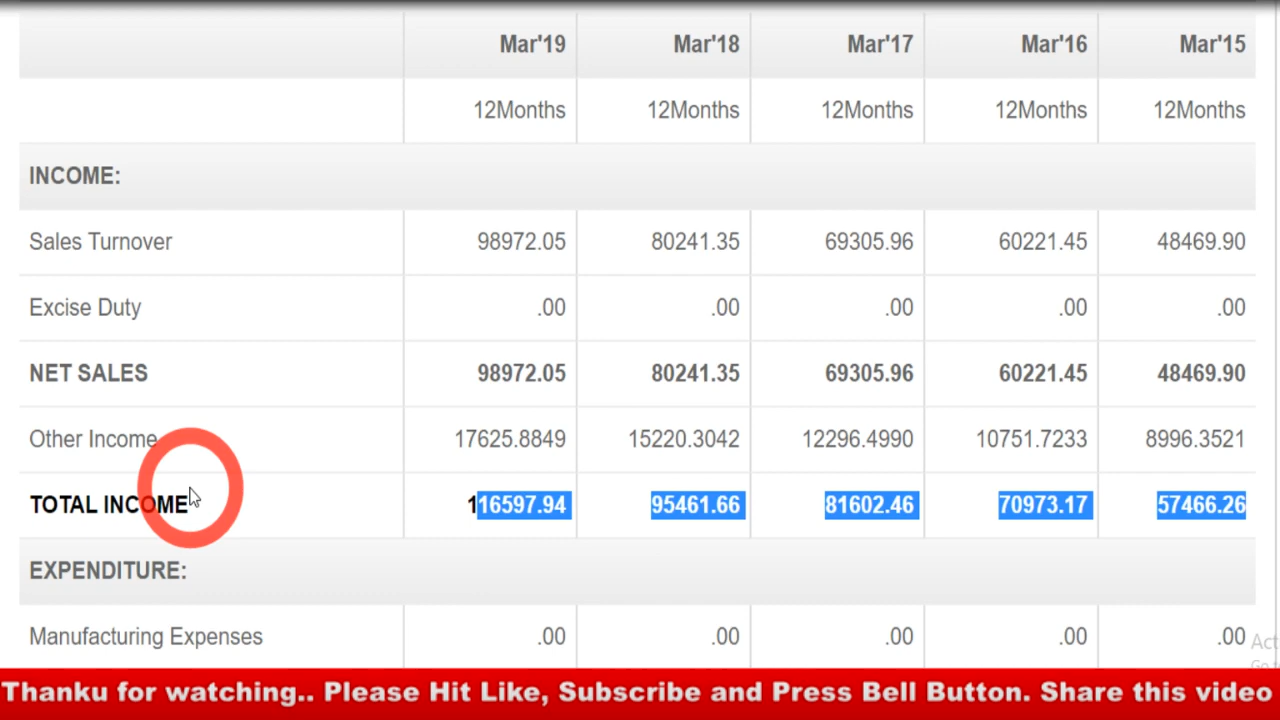 Mar'19 Mar'18 Mar'17 Mar'16 Mar'15
12Months 12Months 12Months 12Months 12Months
INCOME:
Sales Turnover 98972.05 80241.35 69305.96 60221.45 48469.90
Excise Duty .00 .00 .00 .00 .00
NET SALES 98972.05 80241.35 69305.96 60221.45 48469.90
Other Income 17625.8849 15220.3042 12296.4990 10751.7233 8996.3521
TOTAL INCOME 116597.94 95461.66 81602.46 70973.17 57466.26
EXPENDITURE:
Manufacturing Expenses .00 .00 .00 .00 .00
Act
Thanku for watching.. Please Hit Like, Subscribe and Press Bell Button. Share this video